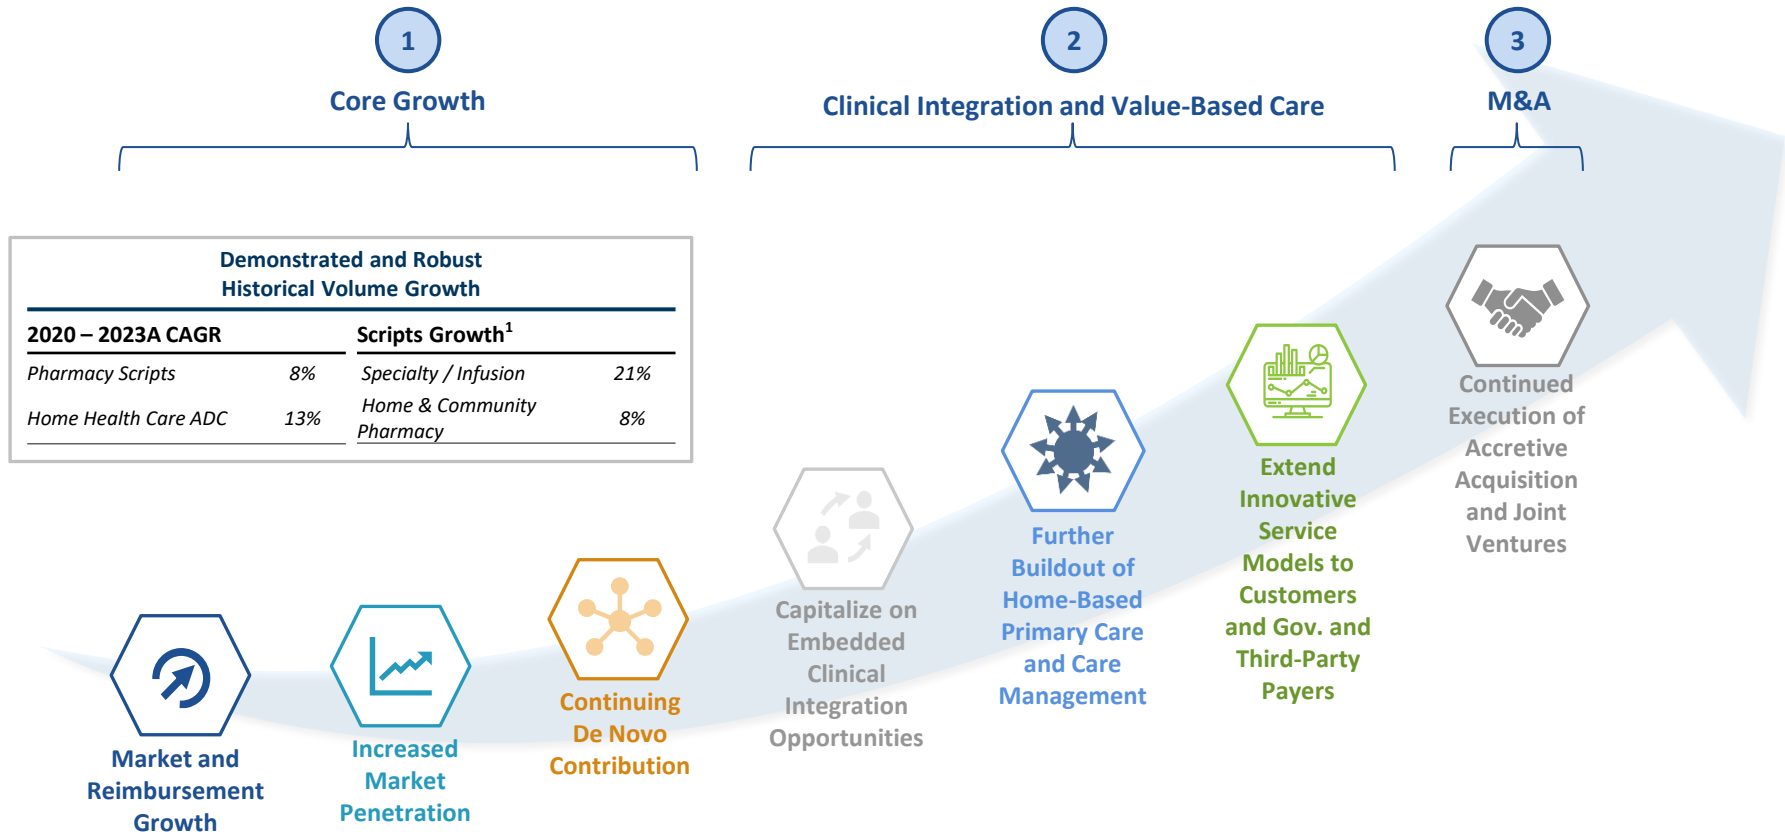 1
Core Growth
2
Clinical Integration and Value-Based Care
3
M&A
Demonstrated and Robust
Historical Volume Growth
2020 – 2023A CAGR
Pharmacy Scripts 8%
Home Health Care ADC 13%
Scripts Growth1
Specialty / Infusion 21%
Home & Community
Pharmacy 8%
Market and
Reimbursement
Growth
Increased
Market
Penetration
Continuing
De Novo
Contribution
Capitalize on
Embedded
Clinical
Integration
Opportunities
Further
Buildout of
Home-Based
Primary Care
and Care
Management
Extend
Innovative
Service
Models to
Customers
and Gov. and
Third-Party
Payers
Continued
Execution of
Accretive
Acquisition
and Joint
Ventures